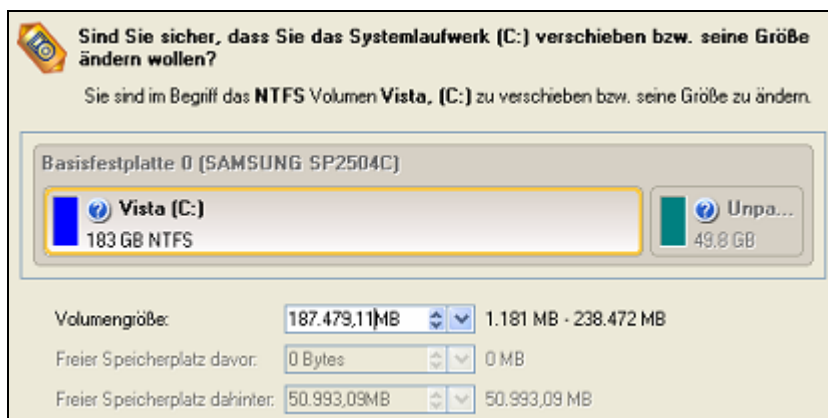 Sind Sie sicher, dass Sie das Systemlaufwerk (C:) verschieben bzw. seine Größe
ändern wollen?
Sie sind im Begriff das NTFS Volumen Vista, (C:) zu verschieben bzw. seine Größe zu ändern.
Basisfestplatte 0 (SAMSUNG SP2504C)
Vista (C:) Unpa...
183 GB NTFS 49.8 GB
Volumengröße: 187.479,11MB 1.181 MB - 238.472 MB
Freier Speicherplatz davor: 0 Bytes 0 MB
Freier Speicherplatz dahinter: 50.993,09MB 50.993,09 MB